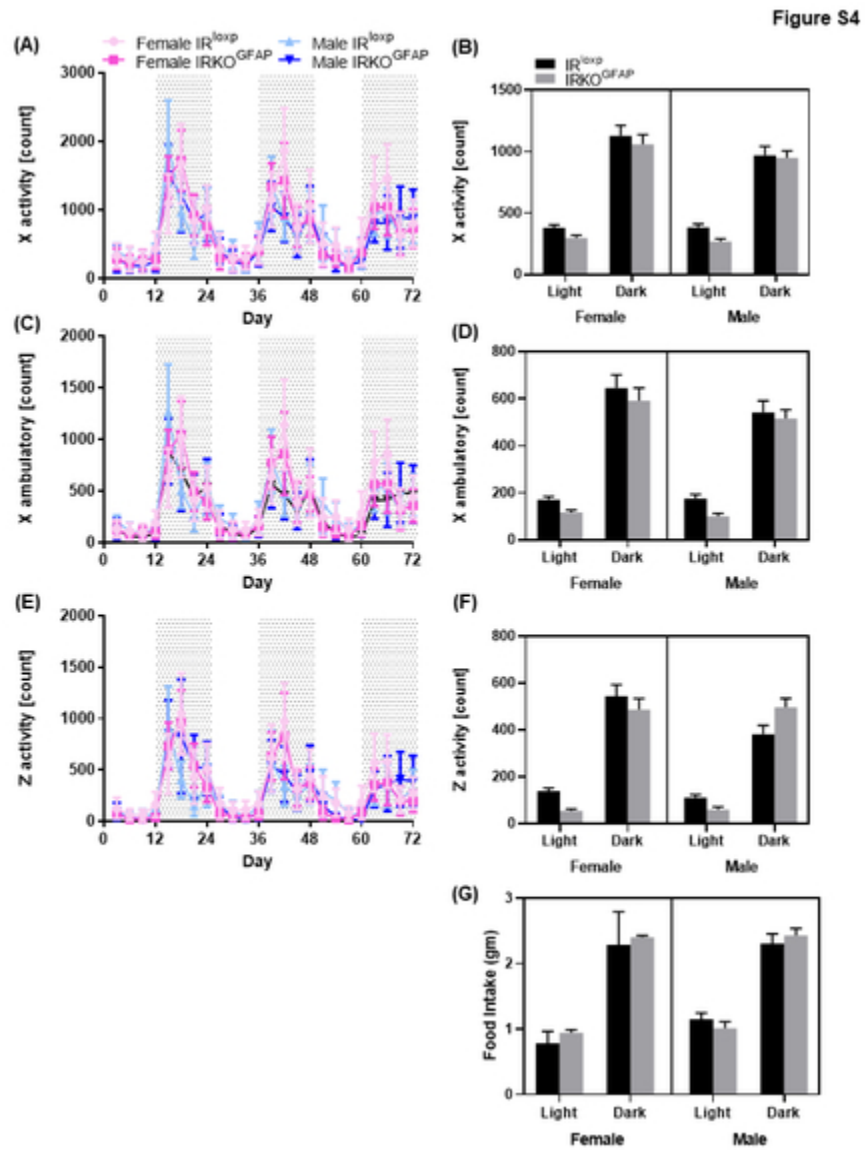 Figure S4
(A)
Female IR^loxp Male IR^loxp
Female IRKO^GFAP Male IRKO^GFAP
3000
2000
1000
0
X activity [count]
0 12 24 36 48 60 72
Day
(B)
IR^loxp
IRKO^GFAP
1500
1000
500
0
X activity [count]
Light Dark Light Dark
Female Male
(C)
2000
1500
1000
500
0
X ambulatory [count]
0 12 24 36 48 60 72
Day
(D)
800
600
400
200
0
X ambulatory [count]
Light Dark Light Dark
Female Male
(E)
2000
1500
1000
500
0
Z activity [count]
0 12 24 36 48 60 72
Day
(F)
800
600
400
200
0
Z activity [count]
Light Dark Light Dark
Female Male
(G)
3
2
1
0
Food Intake (gm)
Light Dark Light Dark
Female Male